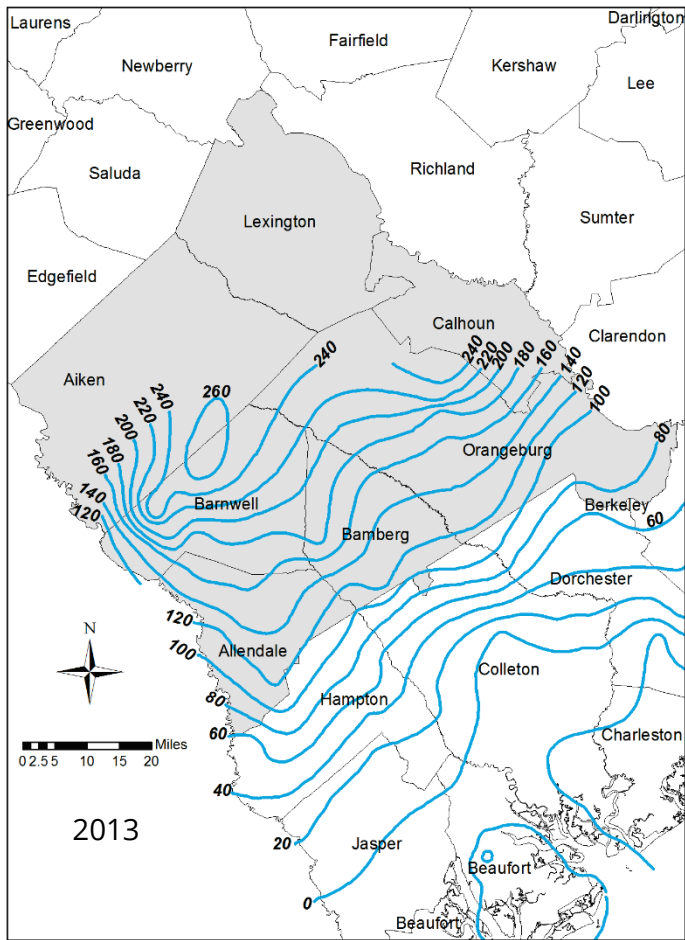 Laurens
Darlington
Fairfield
Newberry
Kershaw
Lee
Greenwood
Saluda
Richland
Lexington
Sumter
Edgefield
Calhoun
Clarendon
240
240
220
200
180
160
140
120
100
Aiken
260
240
220
200
180
160
140
120
80
Orangeburg
Barnwell
Berkeley
60
Bamberg
Dorchester
120
N
100
Allendale
Colleton
80
Hampton
60
Charleston
Miles
0 2.5 5 10 15 20
40
2013
20
Jasper
Beaufort
0
Beaufort